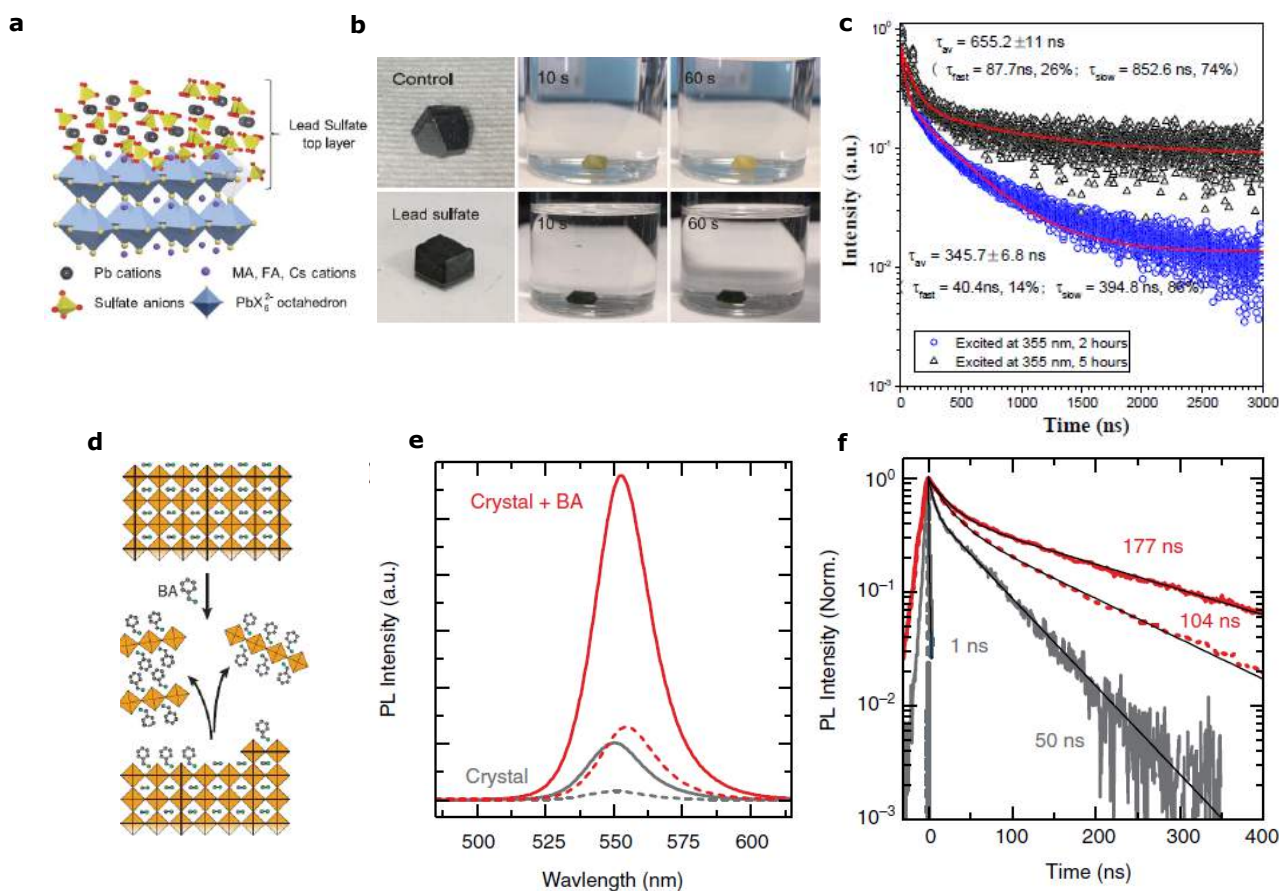 a
Lead Sulfate
top layer
Pb cations
MA, FA, Cs cations
Sulfate anions
PbX₆²⁻ octahedron
b
Control
10 s
60 s
Lead sulfate
10 s
60 s
c
τav = 655.2 ±11 ns
( τfast = 87.7ns, 26%; τslow = 852.6 ns, 74%)
τav = 345.7± 6.8 ns
( τfast = 40.4ns, 14%; τslow = 394.8 ns, 86%)
Excited at 355 nm, 2 hours
Excited at 355 nm, 5 hours
Intensity (a.u.)
10⁰
10⁻¹
10⁻²
10⁻³
0 500 1000 1500 2000 2500 3000
Time (ns)
d
BA
e
PL Intensity (a.u.)
Crystal + BA
Crystal
500 525 550 575 600
Wavlength (nm)
f
PL Intensity (Norm.)
10⁰
10⁻¹
10⁻²
10⁻³
177 ns
104 ns
1 ns
50 ns
0 100 200 300 400
Time (ns)